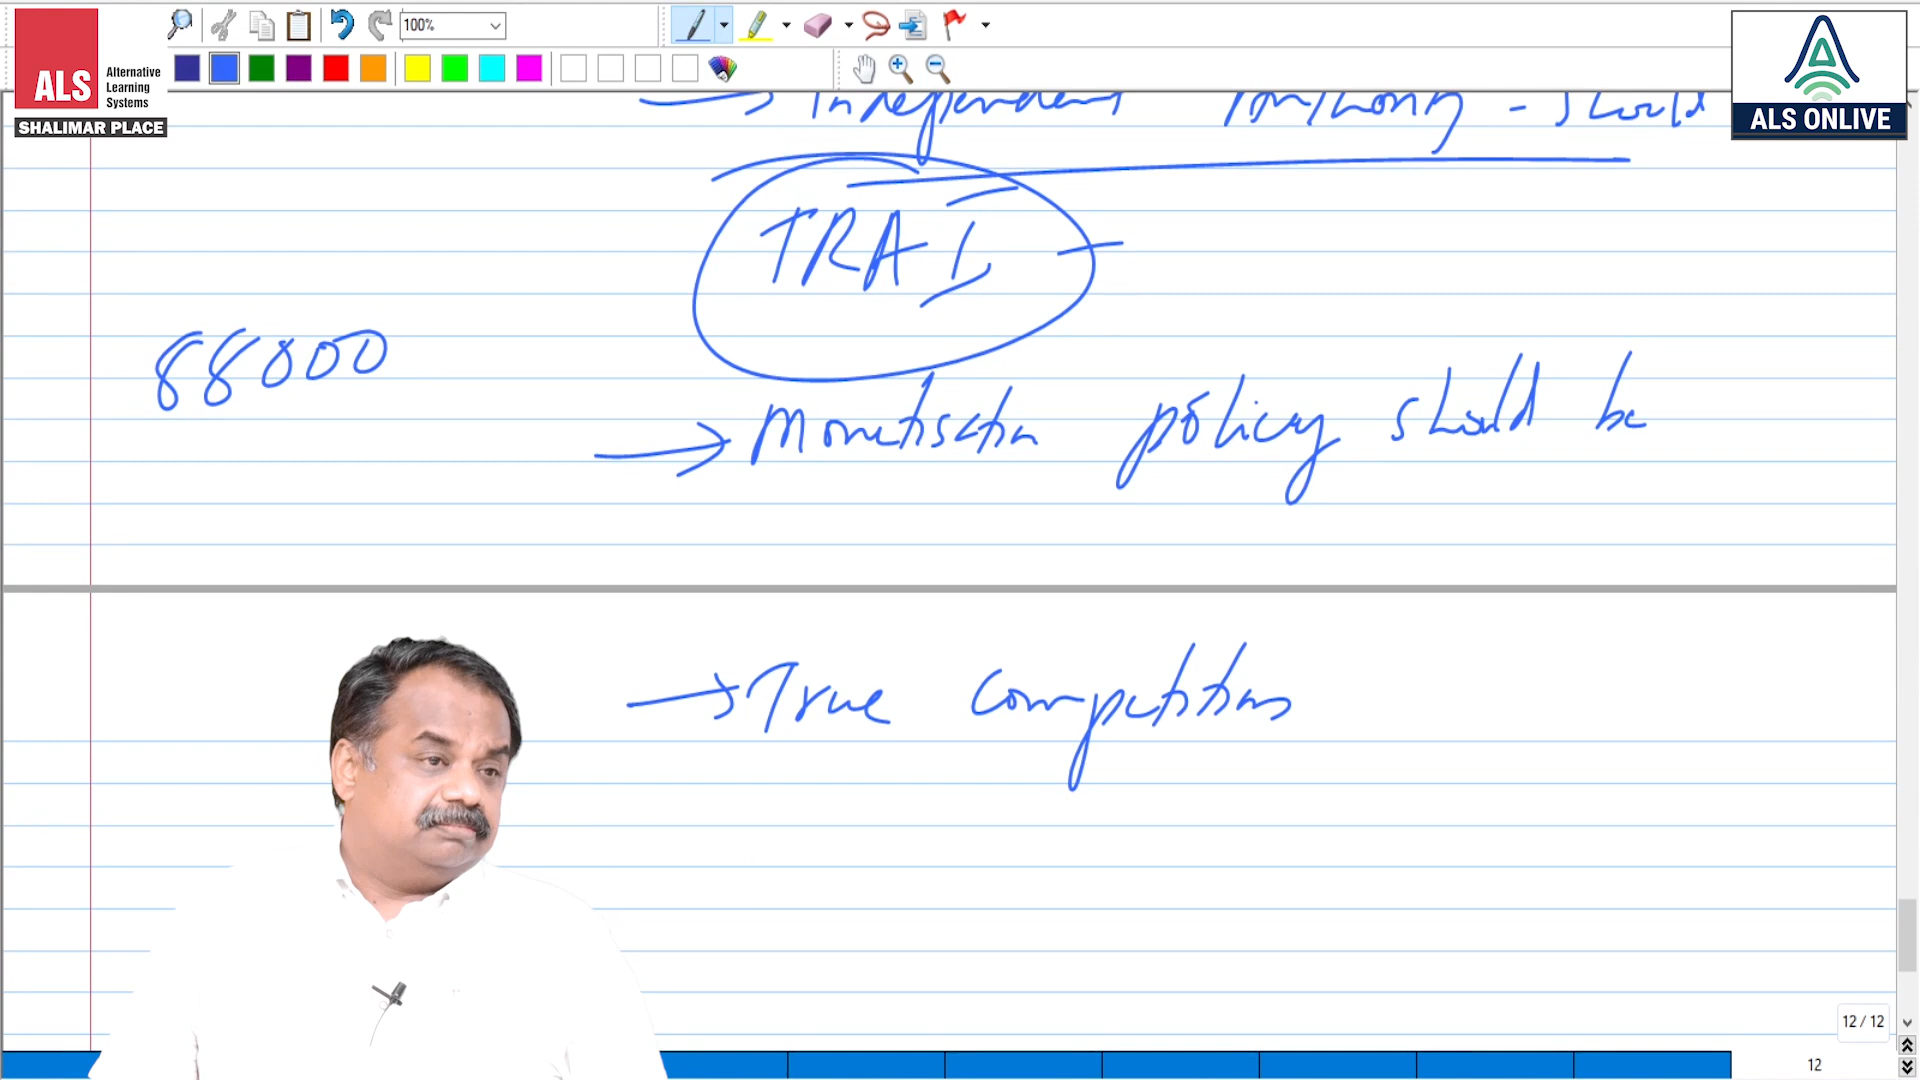 100%
ALS
Alternative
Learning
Systems
SHALIMAR PLACE
ALS ONLIVE
→ Independent - should
TRAI -
88000
→ Monetisation policy should be
→ True competition
12 / 12
12